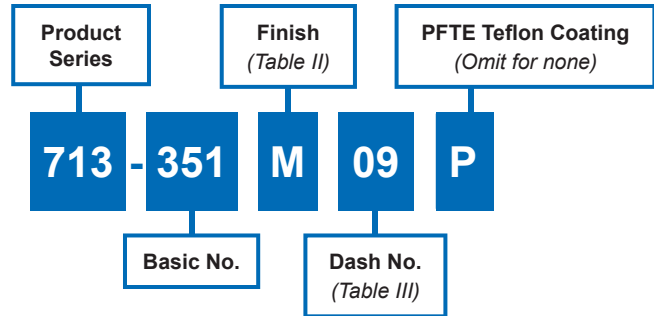 Product
Series
Finish
(Table II)
PFTE Teflon Coating
(Omit for none)
713 - 351 M 09 P
Basic No.
Dash No.
(Table III)